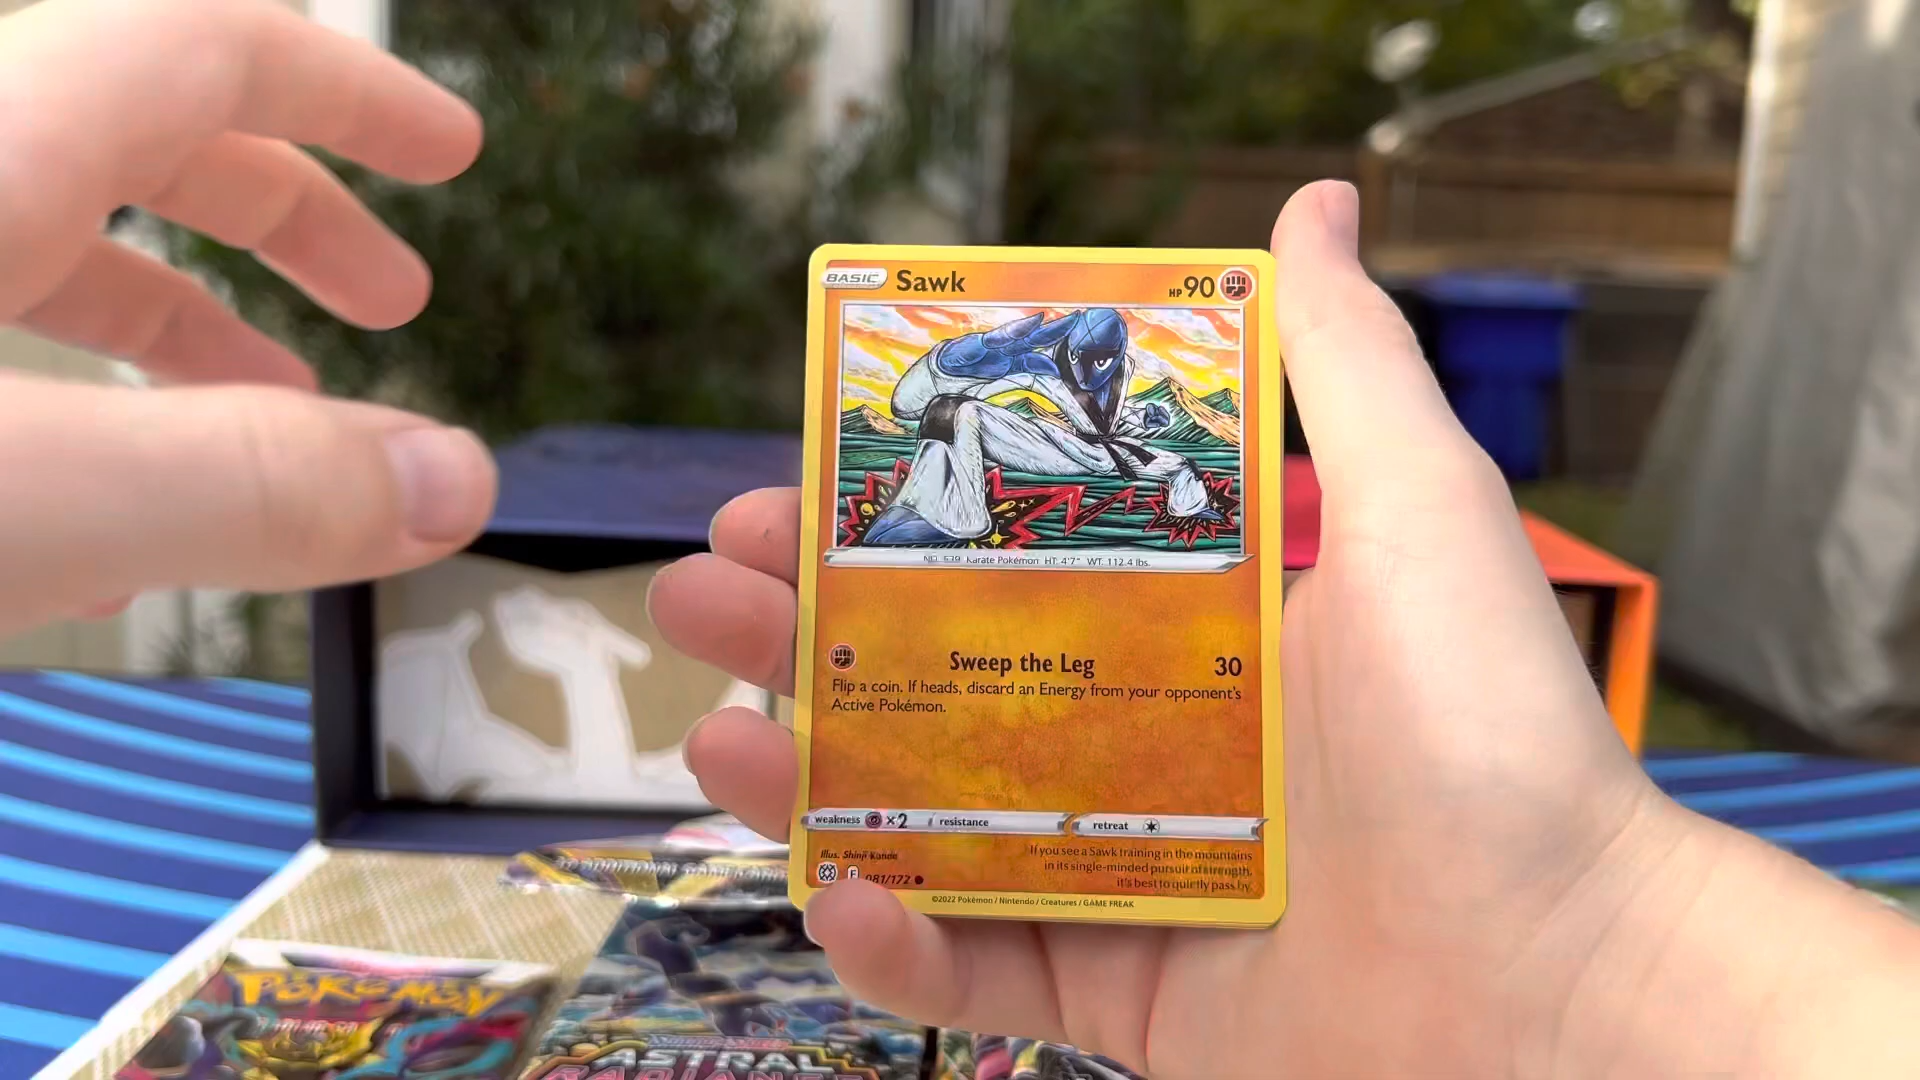 BASIC Sawk HP 90
NO. 539 Karate Pokémon HT: 4'7" WT: 112.4 lbs.
Sweep the Leg 30
Flip a coin. If heads, discard an Energy from your opponent's
Active Pokémon.
weakness ×2 resistance retreat
Illus. Shinji Kanda
If you see a Sawk training in the mountains
in its single-minded pursuit of strength,
it's best to quietly pass by.
E 081/172
©2022 Pokémon / Nintendo / Creatures / GAME FREAK
POKÉMON
ASTRAL
RADIANCE